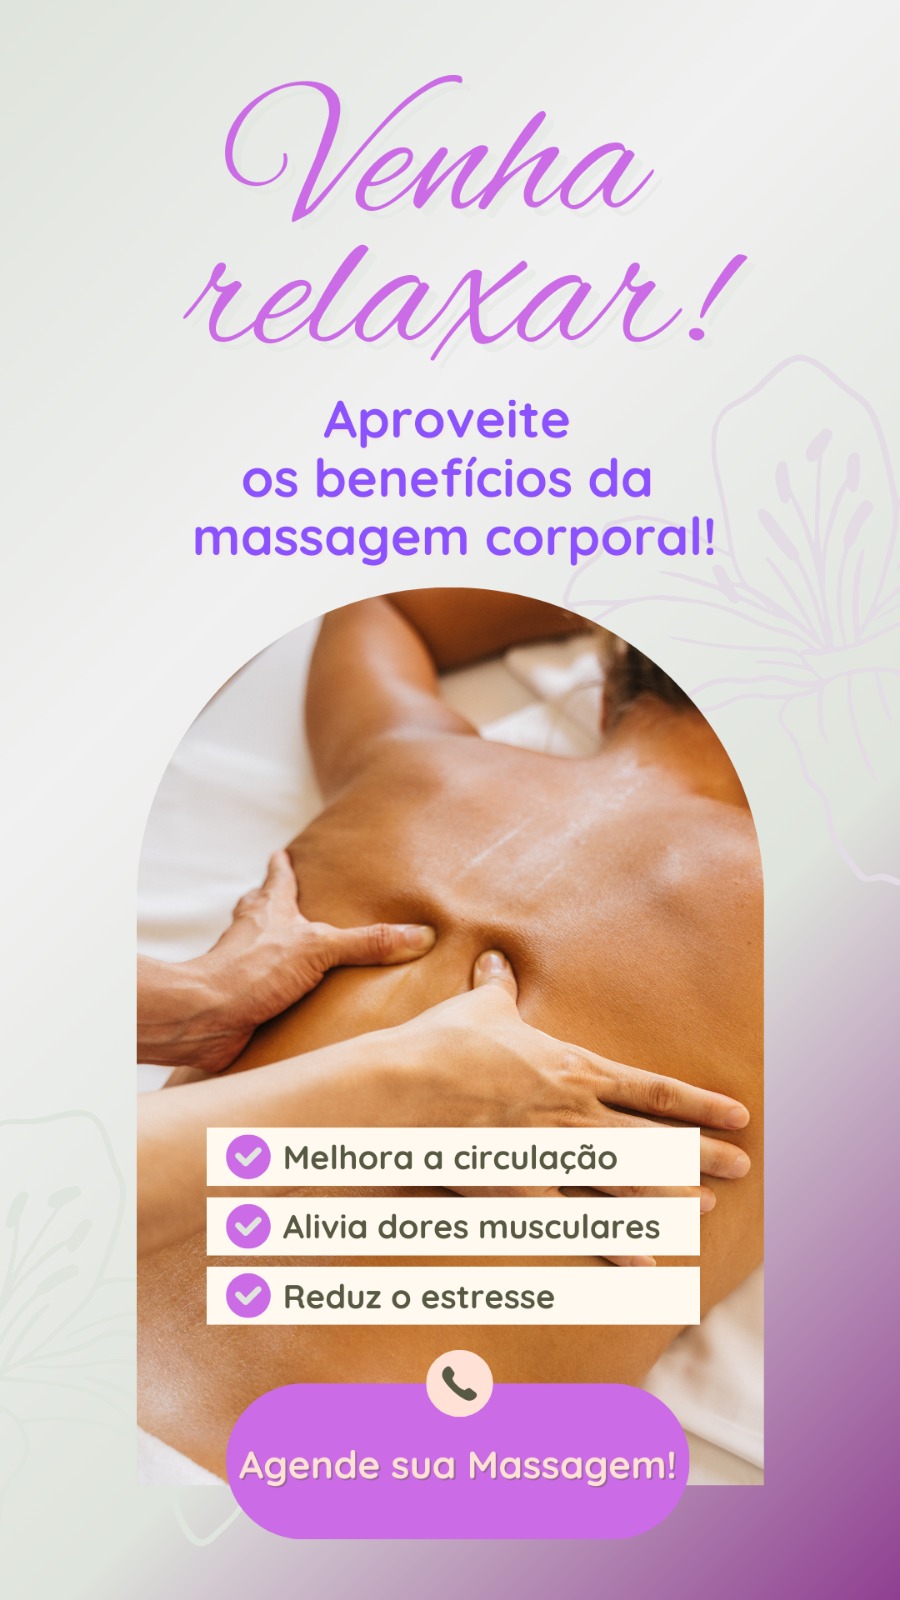 Venha
relaxar!
Aproveite
os benefícios da
massagem corporal!
Melhora a circulação
Alivia dores musculares
Reduz o estresse
Agende sua Massagem!